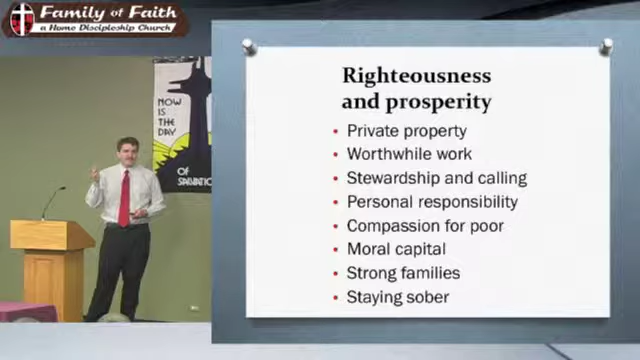 Family of Faith
a Home Discipleship Church
NOW
IS
THE
DAY
OF
SALVATION
Righteousness
and prosperity
• Private property
• Worthwhile work
• Stewardship and calling
• Personal responsibility
• Compassion for poor
• Moral capital
• Strong families
• Staying sober